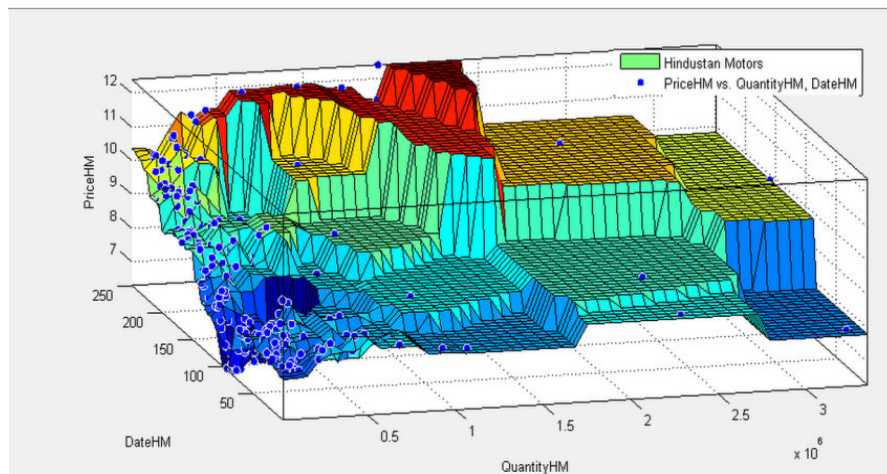 Hindustan Motors
PriceHM vs. QuantityHM, DateHM
12
11
10
9
8
7
PriceHM
250
200
150
100
50
DateHM
0.5
1
1.5
2
2.5
3
x 10^6
QuantityHM